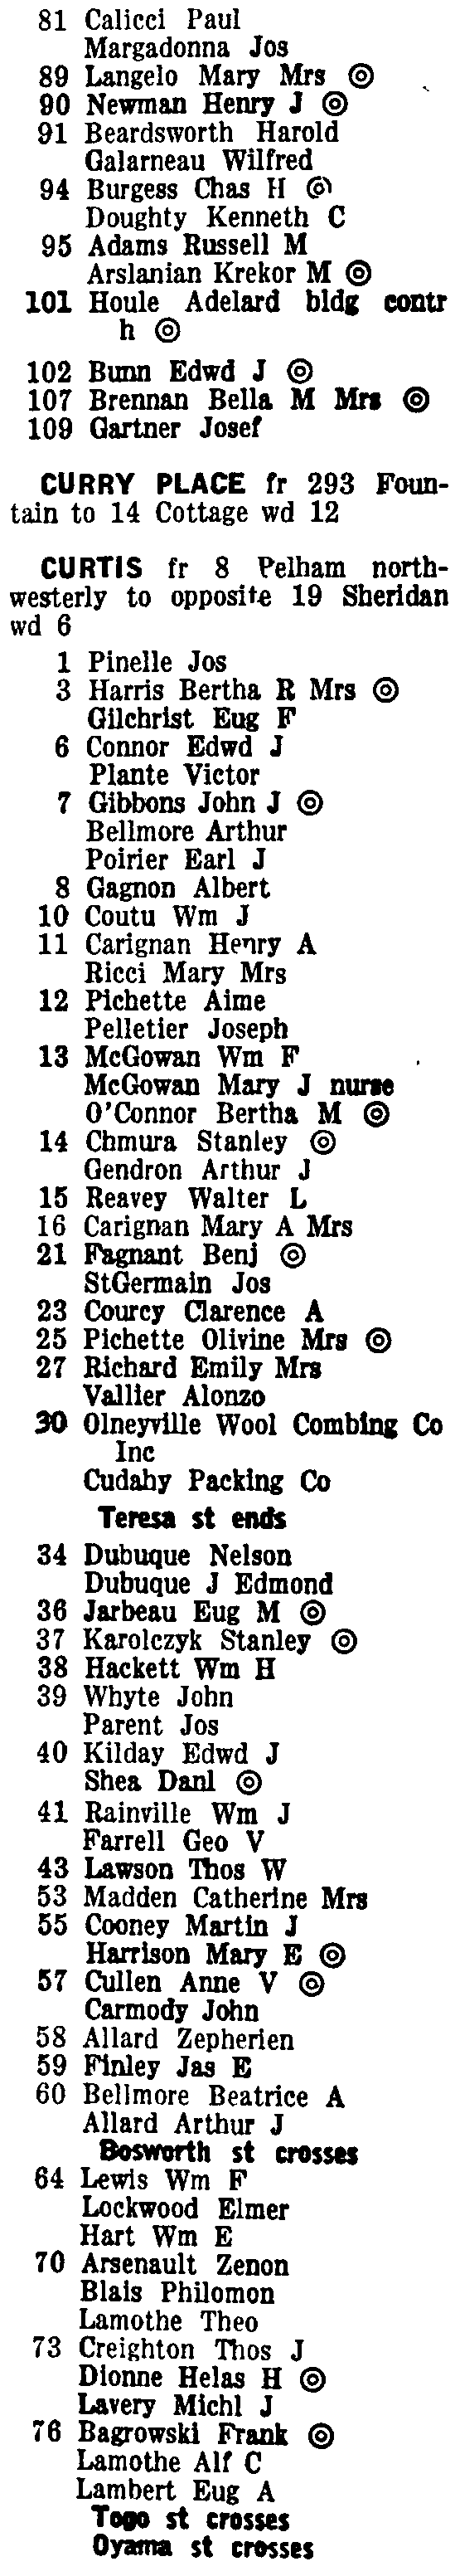 81 Calicci Paul
Margadonna Jos
89 Langelo Mary Mrs ◎
90 Newman Henry J ◎
91 Beardsworth Harold
Galarneau Wilfred
94 Burgess Chas H ◎
Doughty Kenneth C
95 Adams Russell M
Arslanian Krekor M ◎
101 Houle Adelard bldg contr
h ◎
102 Bunn Edwd J ◎
107 Brennan Bella M Mrs ◎
109 Gartner Josef
CURRY PLACE fr 293 Foun-
tain to 14 Cottage wd 12
CURTIS fr 8 Pelham north-
westerly to opposite 19 Sheridan
wd 6
1 Pinelle Jos
3 Harris Bertha R Mrs ◎
Gilchrist Eug F
6 Connor Edwd J
Plante Victor
7 Gibbons John J ◎
Bellmore Arthur
Poirier Earl J
8 Gagnon Albert
10 Coutu Wm J
11 Carignan Henry A
Ricci Mary Mrs
12 Pichette Aime
Pelletier Joseph
13 McGowan Wm F
McGowan Mary J nurse
O'Connor Bertha M ◎
14 Chmura Stanley ◎
Gendron Arthur J
15 Reavey Walter L
16 Carignan Mary A Mrs
21 Fagnant Benj ◎
StGermain Jos
23 Courcy Clarence A
25 Pichette Olivine Mrs ◎
27 Richard Emily Mrs
Vallier Alonzo
30 Olneyville Wool Combing Co
Inc
Cudahy Packing Co
Teresa st ends
34 Dubuque Nelson
Dubuque J Edmond
36 Jarbeau Eug M ◎
37 Karolczyk Stanley ◎
38 Hackett Wm H
39 Whyte John
Parent Jos
40 Kilday Edwd J
Shea Danl ◎
41 Rainville Wm J
Farrell Geo V
43 Lawson Thos W
53 Madden Catherine Mrs
55 Cooney Martin J
Harrison Mary E ◎
57 Cullen Anne V ◎
Carmody John
58 Allard Zepherien
59 Finley Jas E
60 Bellmore Beatrice A
Allard Arthur J
Bosworth st crosses
64 Lewis Wm F
Lockwood Elmer
Hart Wm E
70 Arsenault Zenon
Blais Philomon
Lamothe Theo
73 Creighton Thos J
Dionne Helas H ◎
Lavery Michl J
76 Bagrowski Frank ◎
Lamothe Alf C
Lambert Eug A
Togo st crosses
Oyama st crosses